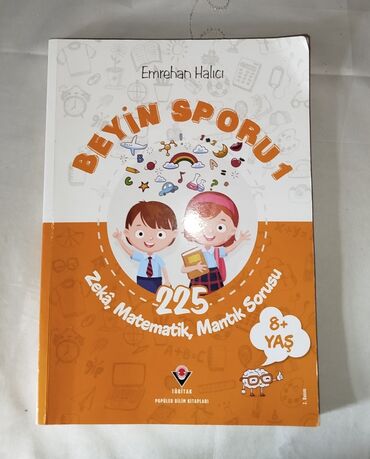 Emrehan Halıcı
BEYİN SPORU 1
225
Zekâ, Matematik, Mantık Sorusu
8+
YAŞ
TÜBİTAK
POPÜLER BİLİM KİTAPLARI